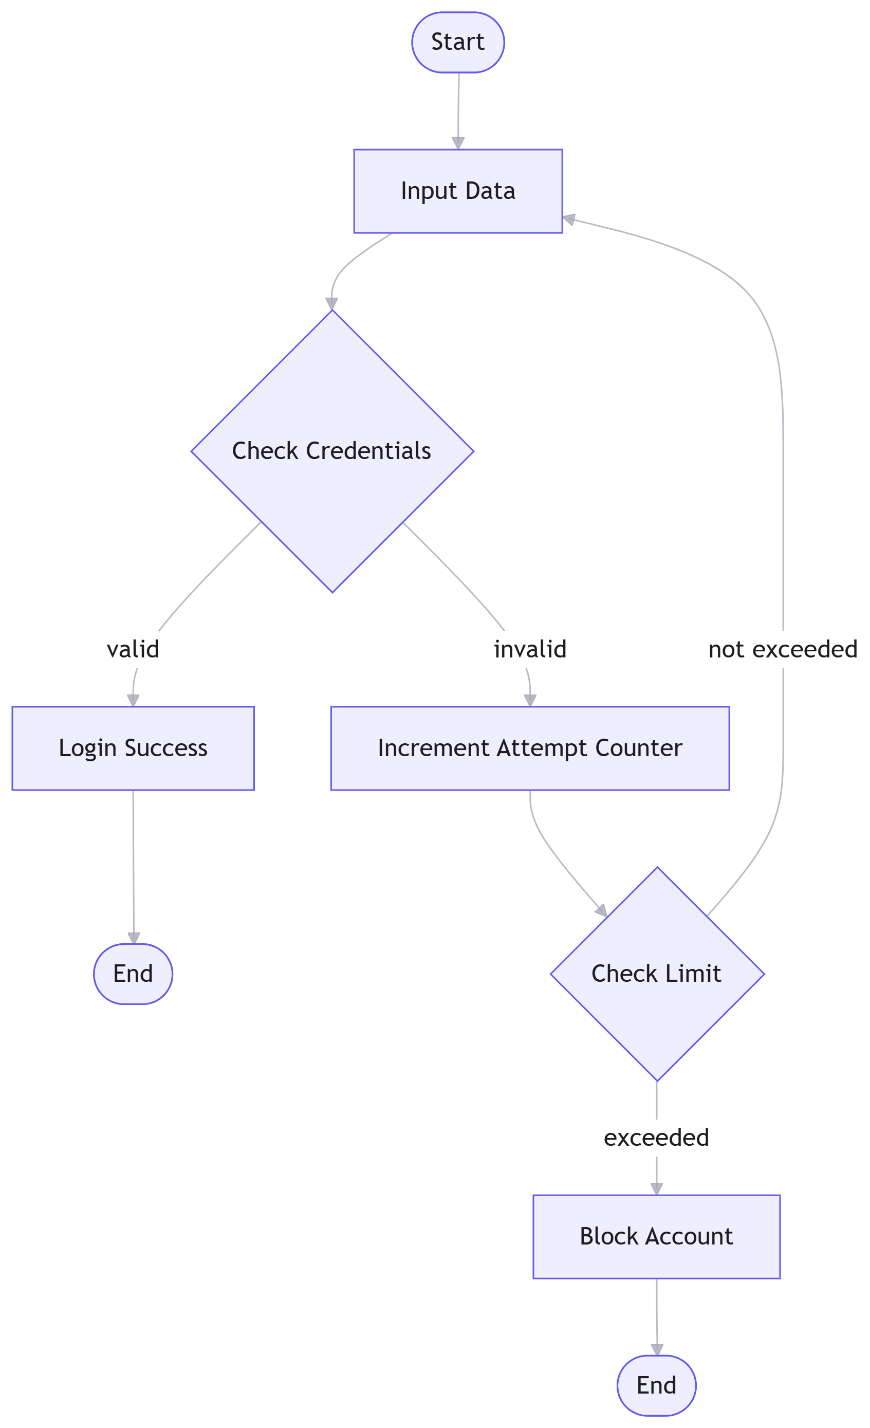 Start
Input Data
Check Credentials
valid
invalid
not exceeded
Login Success
Increment Attempt Counter
End
Check Limit
exceeded
Block Account
End